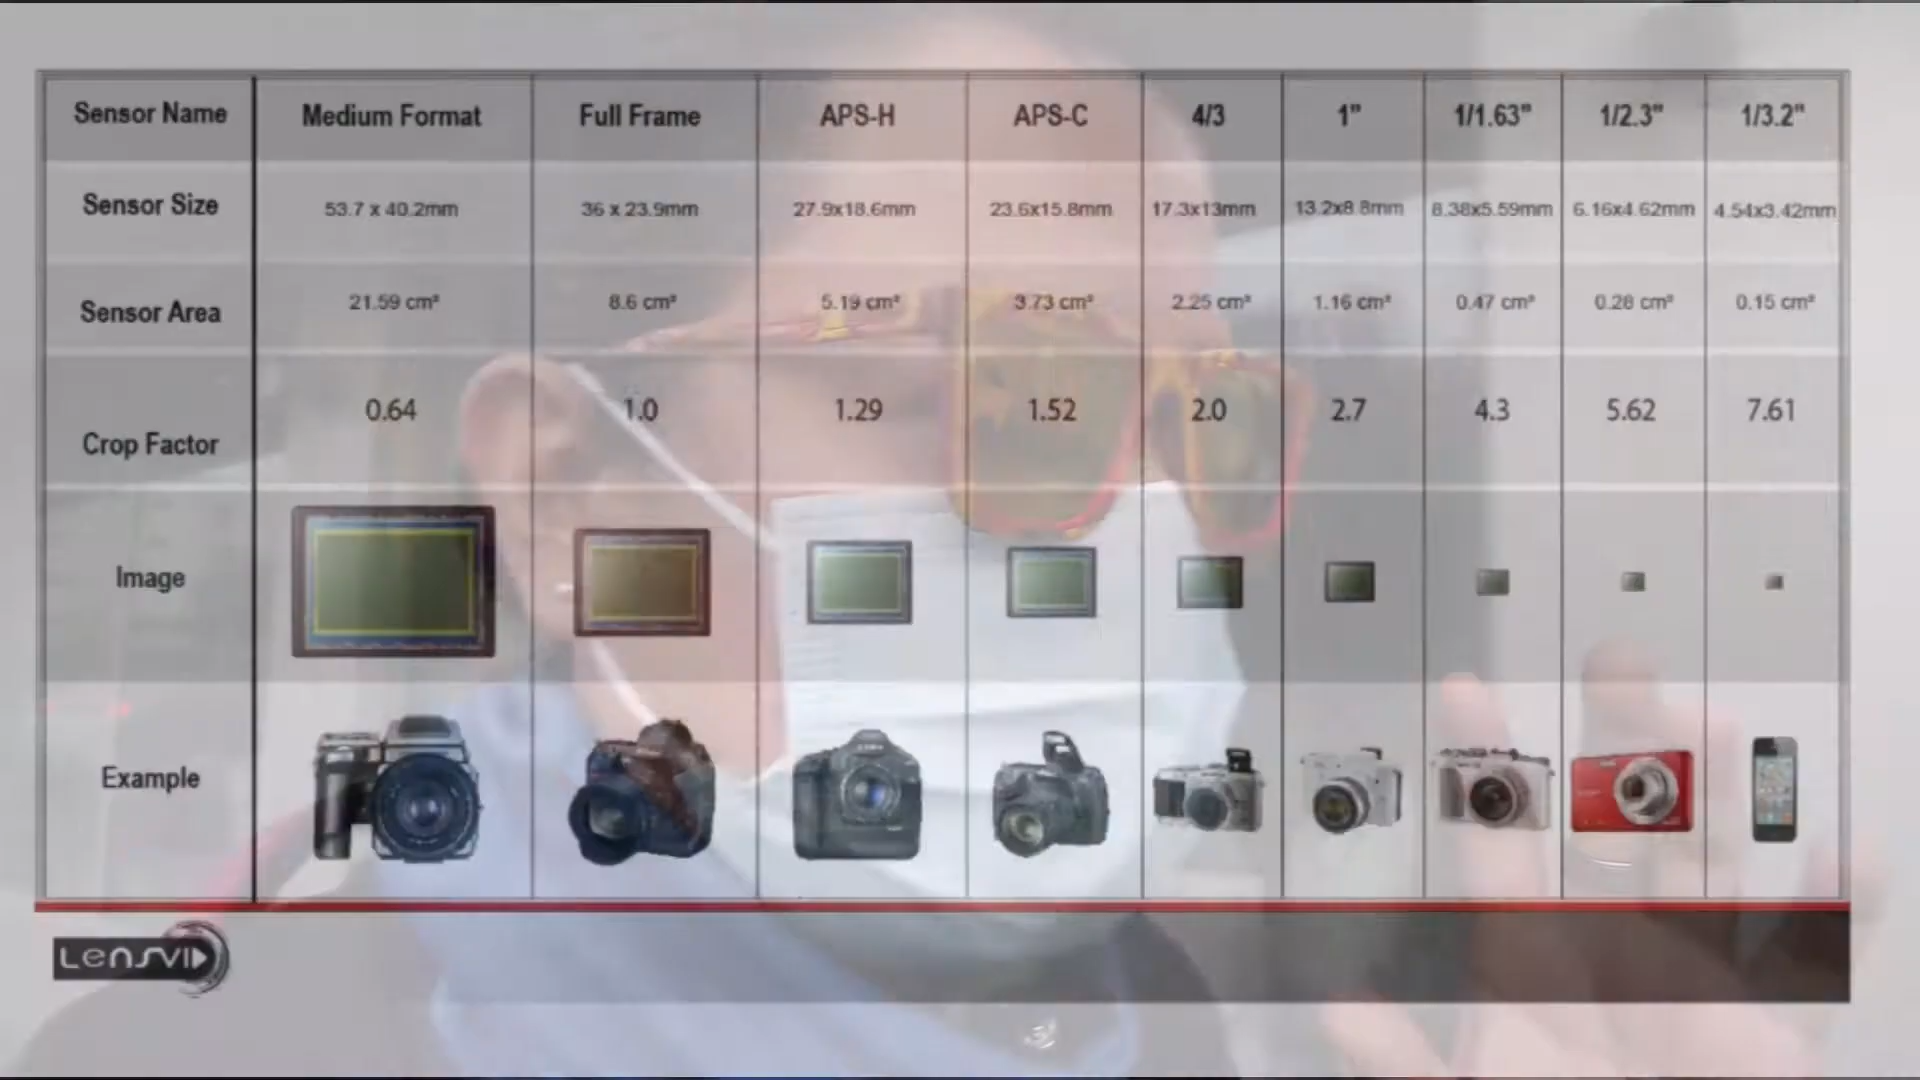 Sensor Name Medium Format Full Frame APS-H APS-C 4/3 1" 1/1.63" 1/2.3" 1/3.2"
Sensor Size 53.7 x 40.2mm 36 x 23.9mm 27.9x18.6mm 23.6x15.8mm 17.3x13mm 13.2x8.8mm 8.38x5.59mm 6.16x4.62mm 4.54x3.42mm
Sensor Area 21.59 cm² 8.6 cm² 5.19 cm² 3.73 cm² 2.25 cm² 1.16 cm² 0.47 cm² 0.28 cm² 0.15 cm²
Crop Factor 0.64 1.0 1.29 1.52 2.0 2.7 4.3 5.62 7.61
Image
Example
LensVID